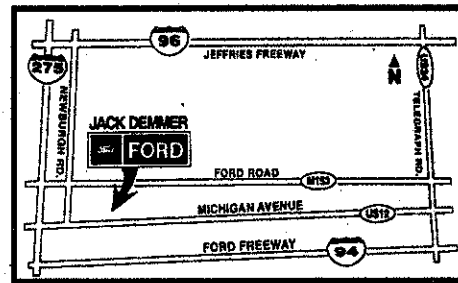 96
JEFFRIES FREEWAY
275
N
US24
NEWBURGH RD.
TELEGRAPH RD.
JACK DEMMER
Ford FORD
FORD ROAD
M153
MICHIGAN AVENUE
US12
FORD FREEWAY
94